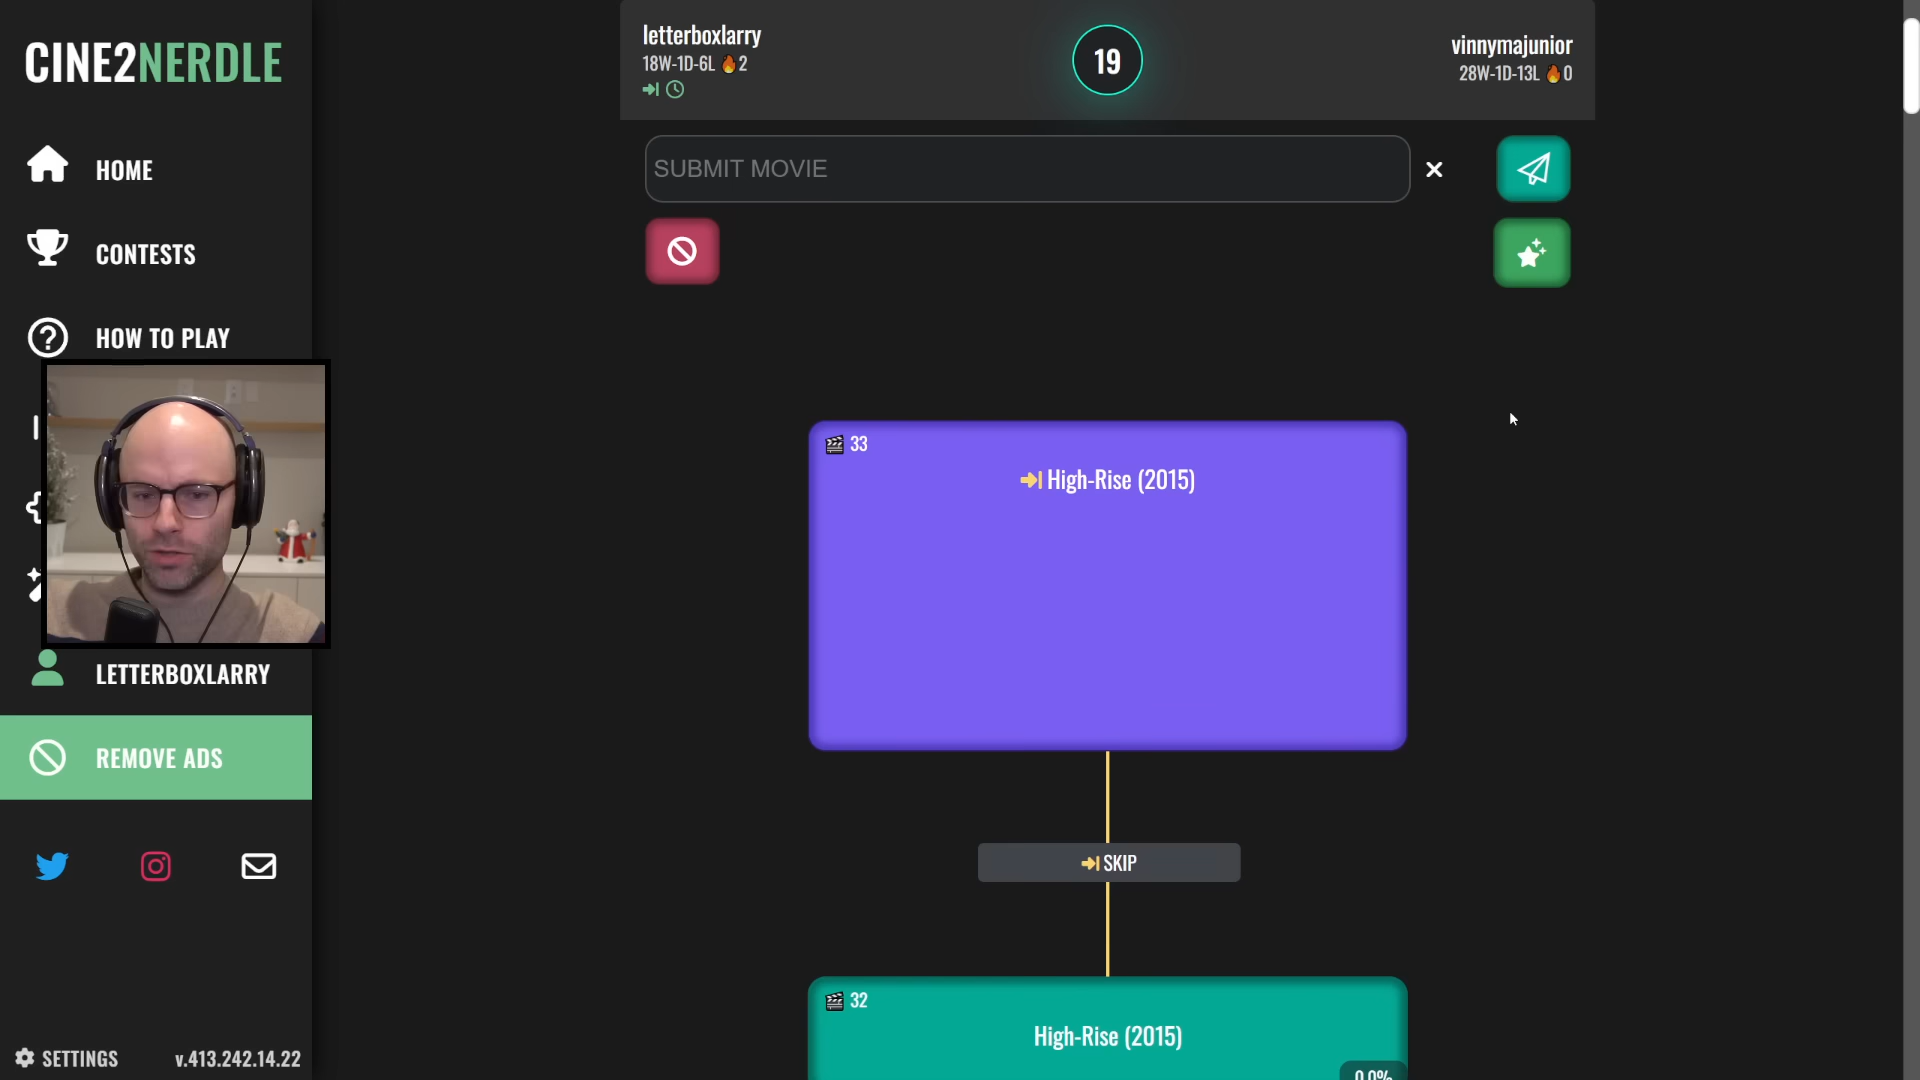 CINE2NERDLE
HOME
CONTESTS
HOW TO PLAY
LETTERBOXLARRY
REMOVE ADS
SETTINGS
v.413.242.14.22
letterboxlarry
18W-1D-6L 🔥2
19
vinnymajunior
28W-1D-13L 🔥0
SUBMIT MOVIE
33
High-Rise (2015)
SKIP
32
High-Rise (2015)